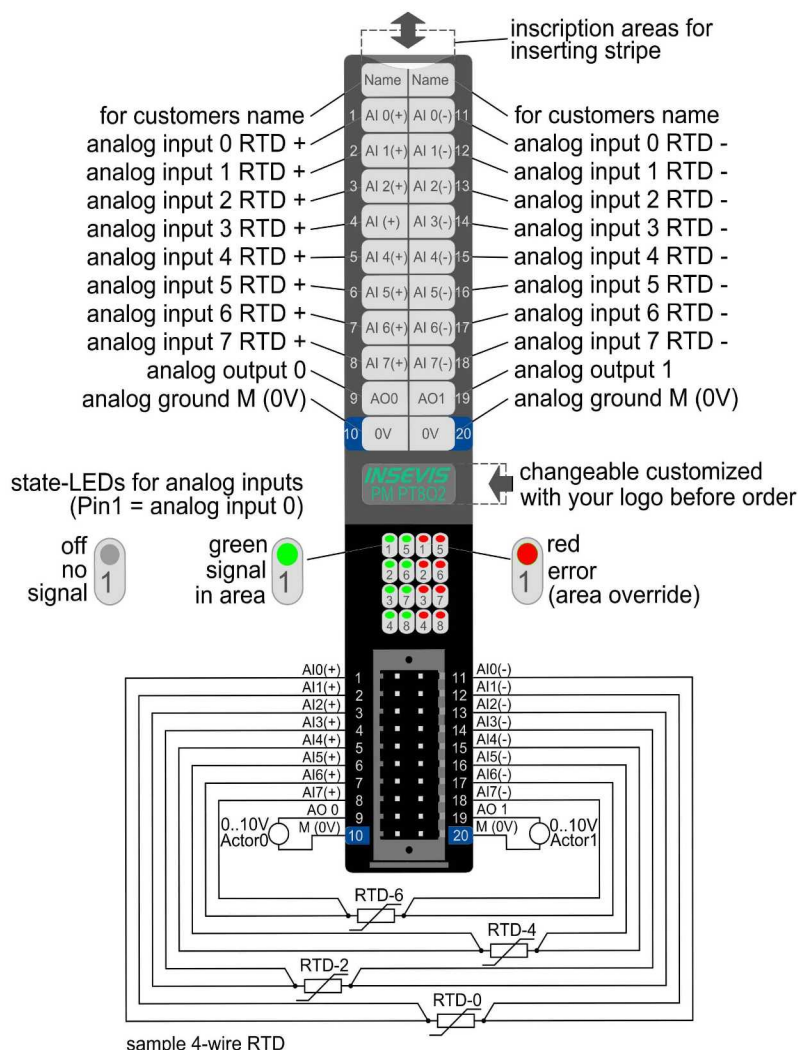 inscription areas for
inserting stripe
Name Name
for customers name
for customers name
1 AI 0(+) AI 0(-) 11
analog input 0 RTD +
analog input 0 RTD -
2 AI 1(+) AI 1(-) 12
analog input 1 RTD +
analog input 1 RTD -
3 AI 2(+) AI 2(-) 13
analog input 2 RTD +
analog input 2 RTD -
4 AI (+) AI 3(-) 14
analog input 3 RTD +
analog input 3 RTD -
5 AI 4(+) AI 4(-) 15
analog input 4 RTD +
analog input 4 RTD -
6 AI 5(+) AI 5(-) 16
analog input 5 RTD +
analog input 5 RTD -
7 AI 6(+) AI 6(-) 17
analog input 6 RTD +
analog input 6 RTD -
8 AI 7(+) AI 7(-) 18
analog input 7 RTD +
analog input 7 RTD -
9 AO0 AO1 19
analog output 0
analog output 1
10 0V 0V 20
analog ground M (0V)
analog ground M (0V)
INSEVIS
PM PT8O2
changeable customized
with your logo before order
state-LEDs for analog inputs
(Pin1 = analog input 0)
off
no
signal
1
green
signal
in area
1
1 5 1 5
2 6 2 6
3 7 3 7
4 8 4 8
1
red
error
(area override)
AI0(+) 1 11 AI0(-)
AI1(+) 2 12 AI1(-)
AI2(+) 3 13 AI2(-)
AI3(+) 4 14 AI3(-)
AI4(+) 5 15 AI4(-)
AI5(+) 6 16 AI5(-)
AI6(+) 7 17 AI6(-)
AI7(+) 8 18 AI7(-)
AO 0 9 19 AO 1
M (0V) 10 20 M (0V)
0..10V
Actor0
0..10V
Actor1
RTD-6
RTD-4
RTD-2
RTD-0
sample 4-wire RTD